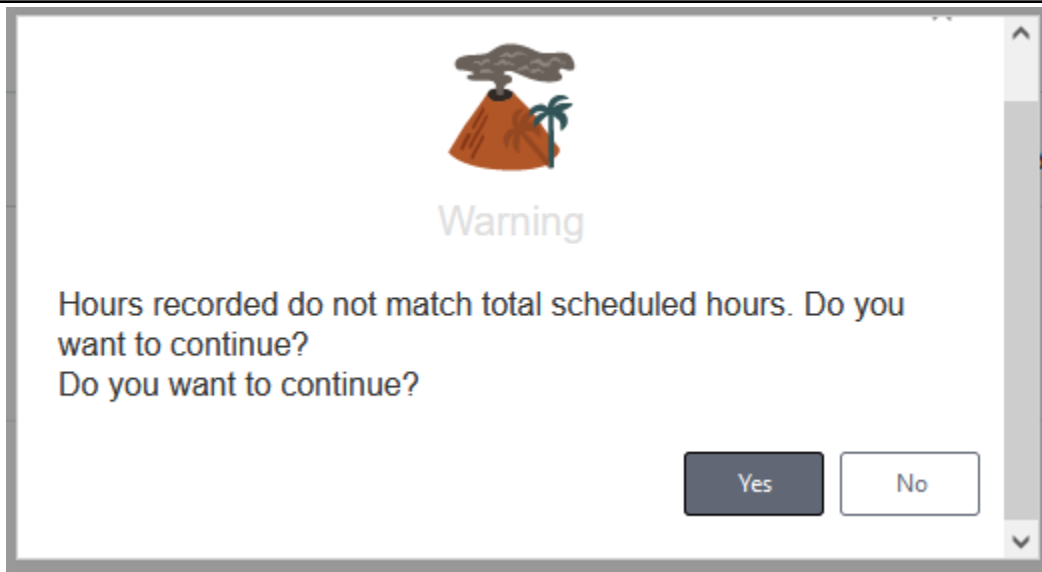 Warning
Hours recorded do not match total scheduled hours. Do you
want to continue?
Do you want to continue?
Yes
No